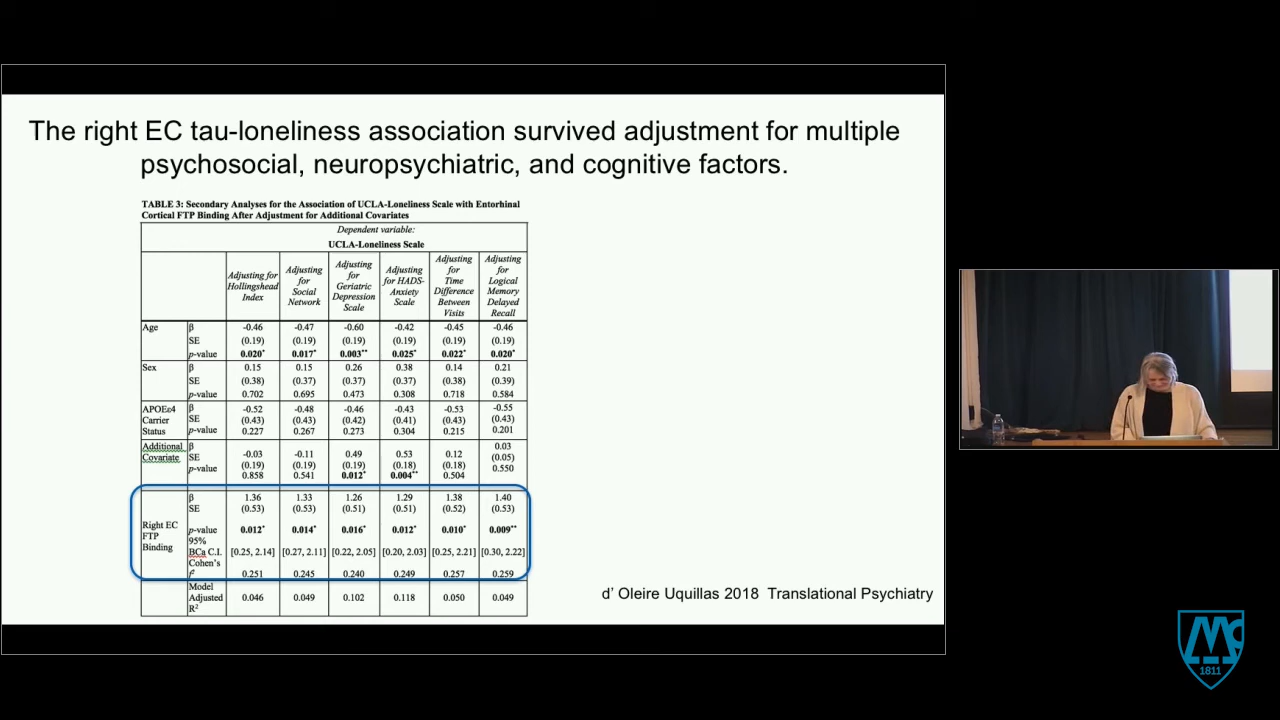 The right EC tau-loneliness association survived adjustment for multiple
psychosocial, neuropsychiatric, and cognitive factors.
TABLE 3: Secondary Analyses for the Association of UCLA-Loneliness Scale with Entorhinal
Cortical FTP Binding After Adjustment for Additional Covariates
Dependent variable:
UCLA-Loneliness Scale
Adjusting for Hollingshead Index
Adjusting for Social Network
Adjusting for Geriatric Depression Scale
Adjusting for HADS-Anxiety Scale
Adjusting for Time Difference Between Visits
Adjusting for Logical Memory Delayed Recall
Age β -0.46 -0.47 -0.60 -0.42 -0.45 -0.46
SE (0.19) (0.19) (0.19) (0.19) (0.19) (0.19)
p-value 0.020* 0.017* 0.003** 0.025* 0.022* 0.020*
Sex β 0.15 0.15 0.26 0.38 0.14 0.21
SE (0.38) (0.37) (0.37) (0.37) (0.38) (0.39)
p-value 0.702 0.695 0.473 0.308 0.718 0.584
APOEε4 β -0.52 -0.48 -0.46 -0.43 -0.53 -0.55
Carrier SE (0.43) (0.43) (0.42) (0.41) (0.43) (0.43)
Status p-value 0.227 0.267 0.273 0.304 0.215 0.201
Additional β -0.03 -0.11 0.49 0.53 0.12 0.03
Covariate SE (0.19) (0.19) (0.19) (0.18) (0.18) (0.05)
p-value 0.858 0.541 0.012* 0.004** 0.504 0.550
β 1.36 1.33 1.26 1.29 1.38 1.40
SE (0.53) (0.53) (0.51) (0.51) (0.52) (0.53)
Right EC FTP Binding
p-value 0.012* 0.014* 0.016* 0.012* 0.010* 0.009**
95% BCa C.I. [0.25, 2.14] [0.27, 2.11] [0.22, 2.05] [0.20, 2.03] [0.25, 2.21] [0.30, 2.22]
Cohen's f² 0.251 0.245 0.240 0.249 0.257 0.259
Model Adjusted R² 0.046 0.049 0.102 0.118 0.050 0.049
d' Oleire Uquillas 2018 Translational Psychiatry
Mc
1811